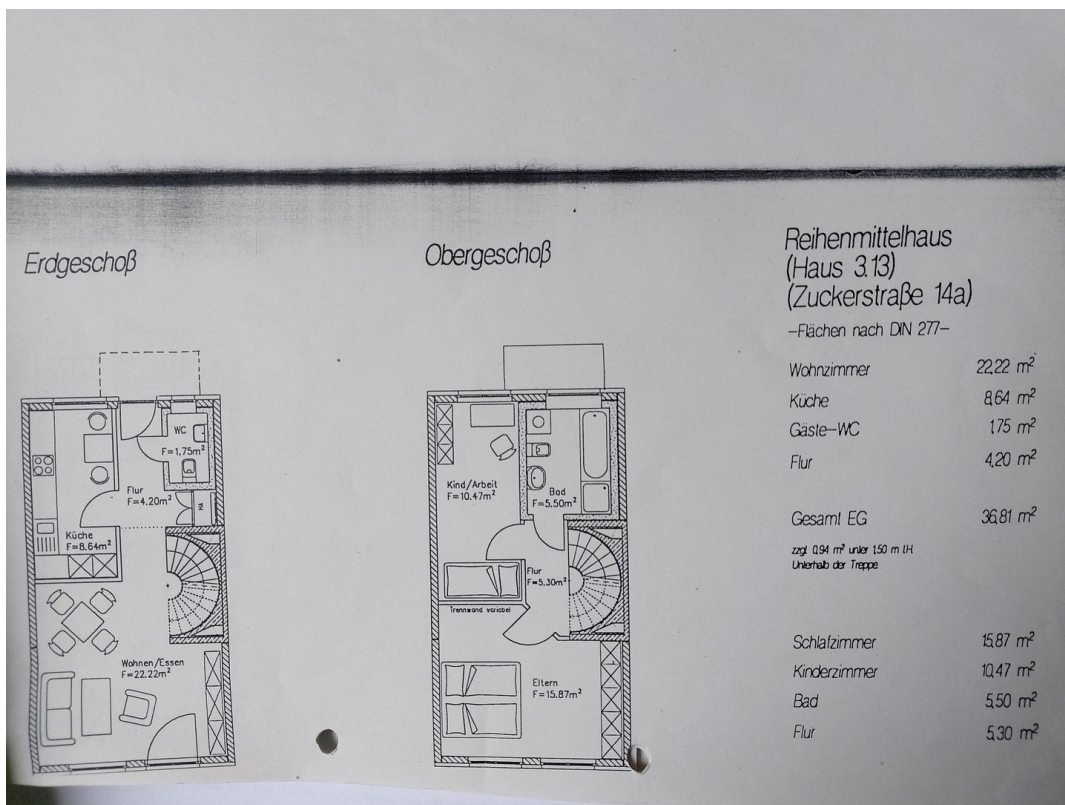 Erdgeschoß
WC
F=1.75m²
Flur
F=4.20m²
Küche
F=8.64m²
Wohnen/Essen
F=22.22m²
Obergeschoß
Kind/Arbeit
F=10.47m²
Bad
F=5.50m²
Flur
F=5.30m²
Trennwand variabel
Eltern
F=15.87m²
Reihenmittelhaus
(Haus 3.13)
(Zuckerstraße 14a)
-Flächen nach DIN 277-
Wohnzimmer 22,22 m²
Küche 8,64 m²
Gäste-WC 1,75 m²
Flur 4,20 m²
Gesamt EG 36,81 m²
zzgl. 0,94 m² unter 1,50 m l.H.
Unterhalb der Treppe
Schlafzimmer 15,87 m²
Kinderzimmer 10,47 m²
Bad 5,50 m²
Flur 5,30 m²